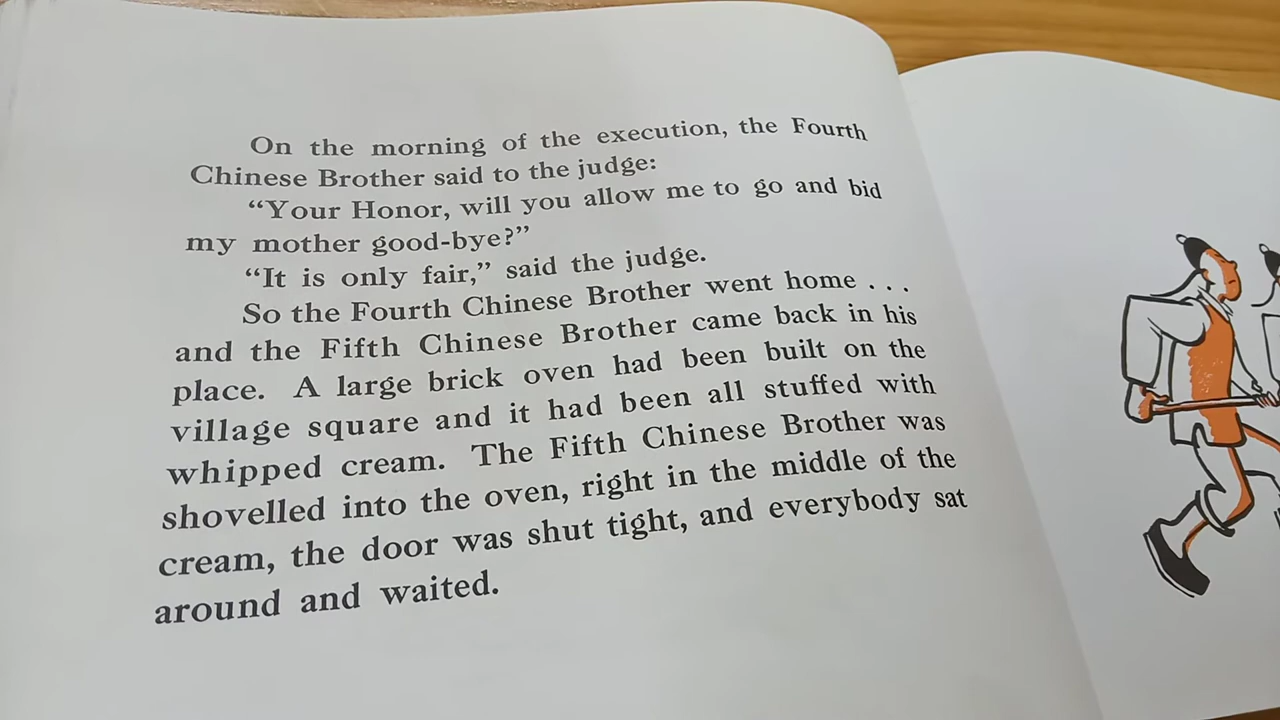 On the morning of the execution, the Fourth
Chinese Brother said to the judge:
“Your Honor, will you allow me to go and bid
my mother good-bye?”
“It is only fair,” said the judge.
So the Fourth Chinese Brother went home . . .
and the Fifth Chinese Brother came back in his
place. A large brick oven had been built on the
village square and it had been all stuffed with
whipped cream. The Fifth Chinese Brother was
shovelled into the oven, right in the middle of the
cream, the door was shut tight, and everybody sat
around and waited.